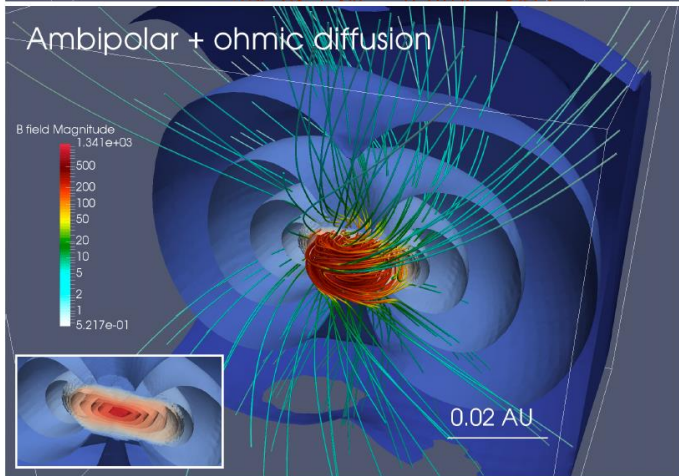 Ambipolar + ohmic diffusion
B field Magnitude
1.341e+03
500
200
100
50
20
10
5
2
1
5.217e-01
0.02 AU